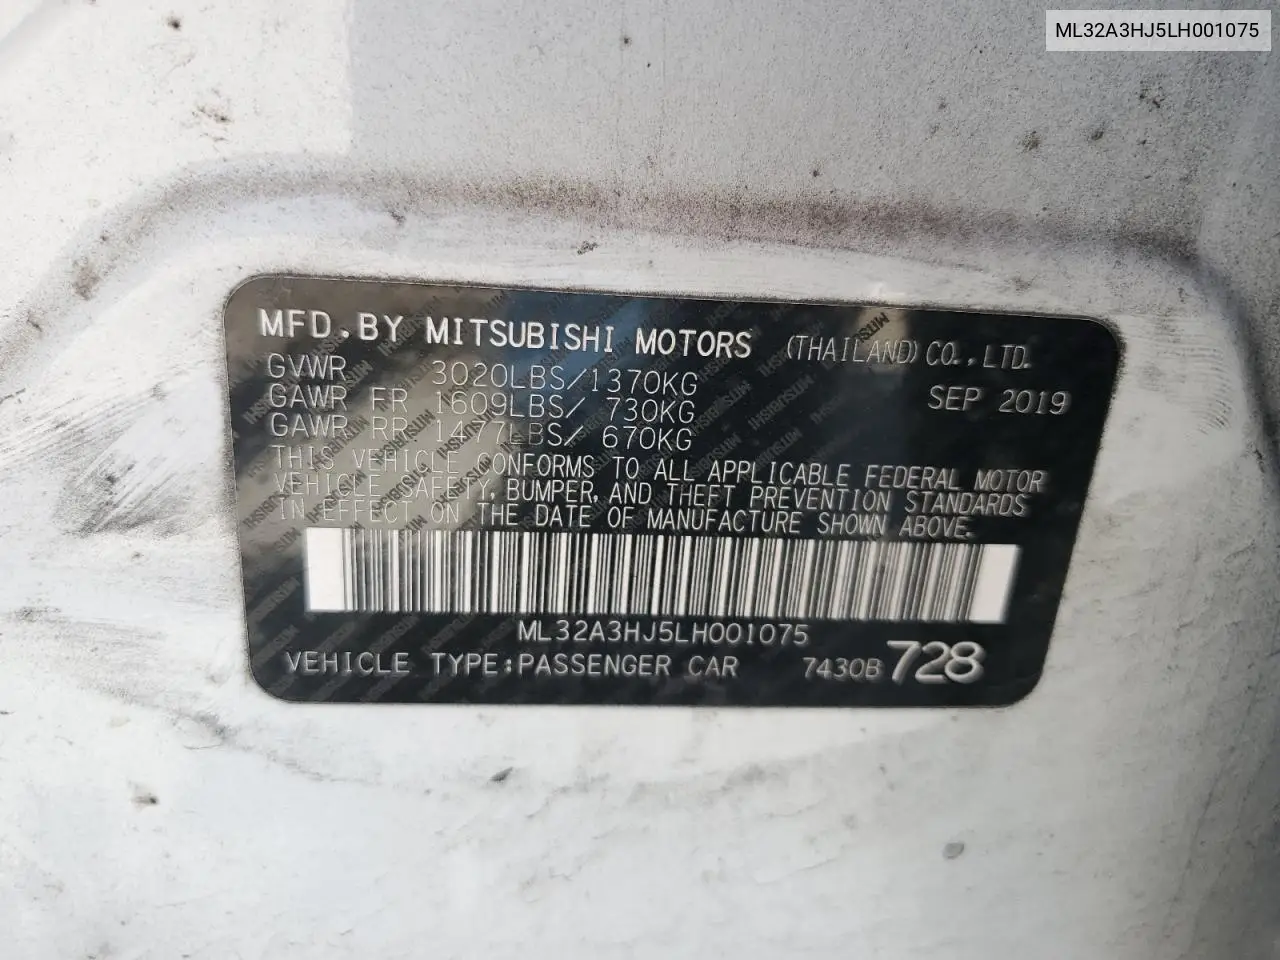 ML32A3HJ5LH001075
MFD.BY MITSUBISHI MOTORS (THAILAND) CO.,LTD.
GVWR 3020LBS/1370KG SEP 2019
GAWR FR 1609LBS/ 730KG
GAWR RR 1477LBS/ 670KG
THIS VEHICLE CONFORMS TO ALL APPLICABLE FEDERAL MOTOR
VEHICLE SAFETY, BUMPER, AND THEFT PREVENTION STANDARDS
IN EFFECT ON THE DATE OF MANUFACTURE SHOWN ABOVE.
ML32A3HJ5LH001075
VEHICLE TYPE:PASSENGER CAR 7430B 728